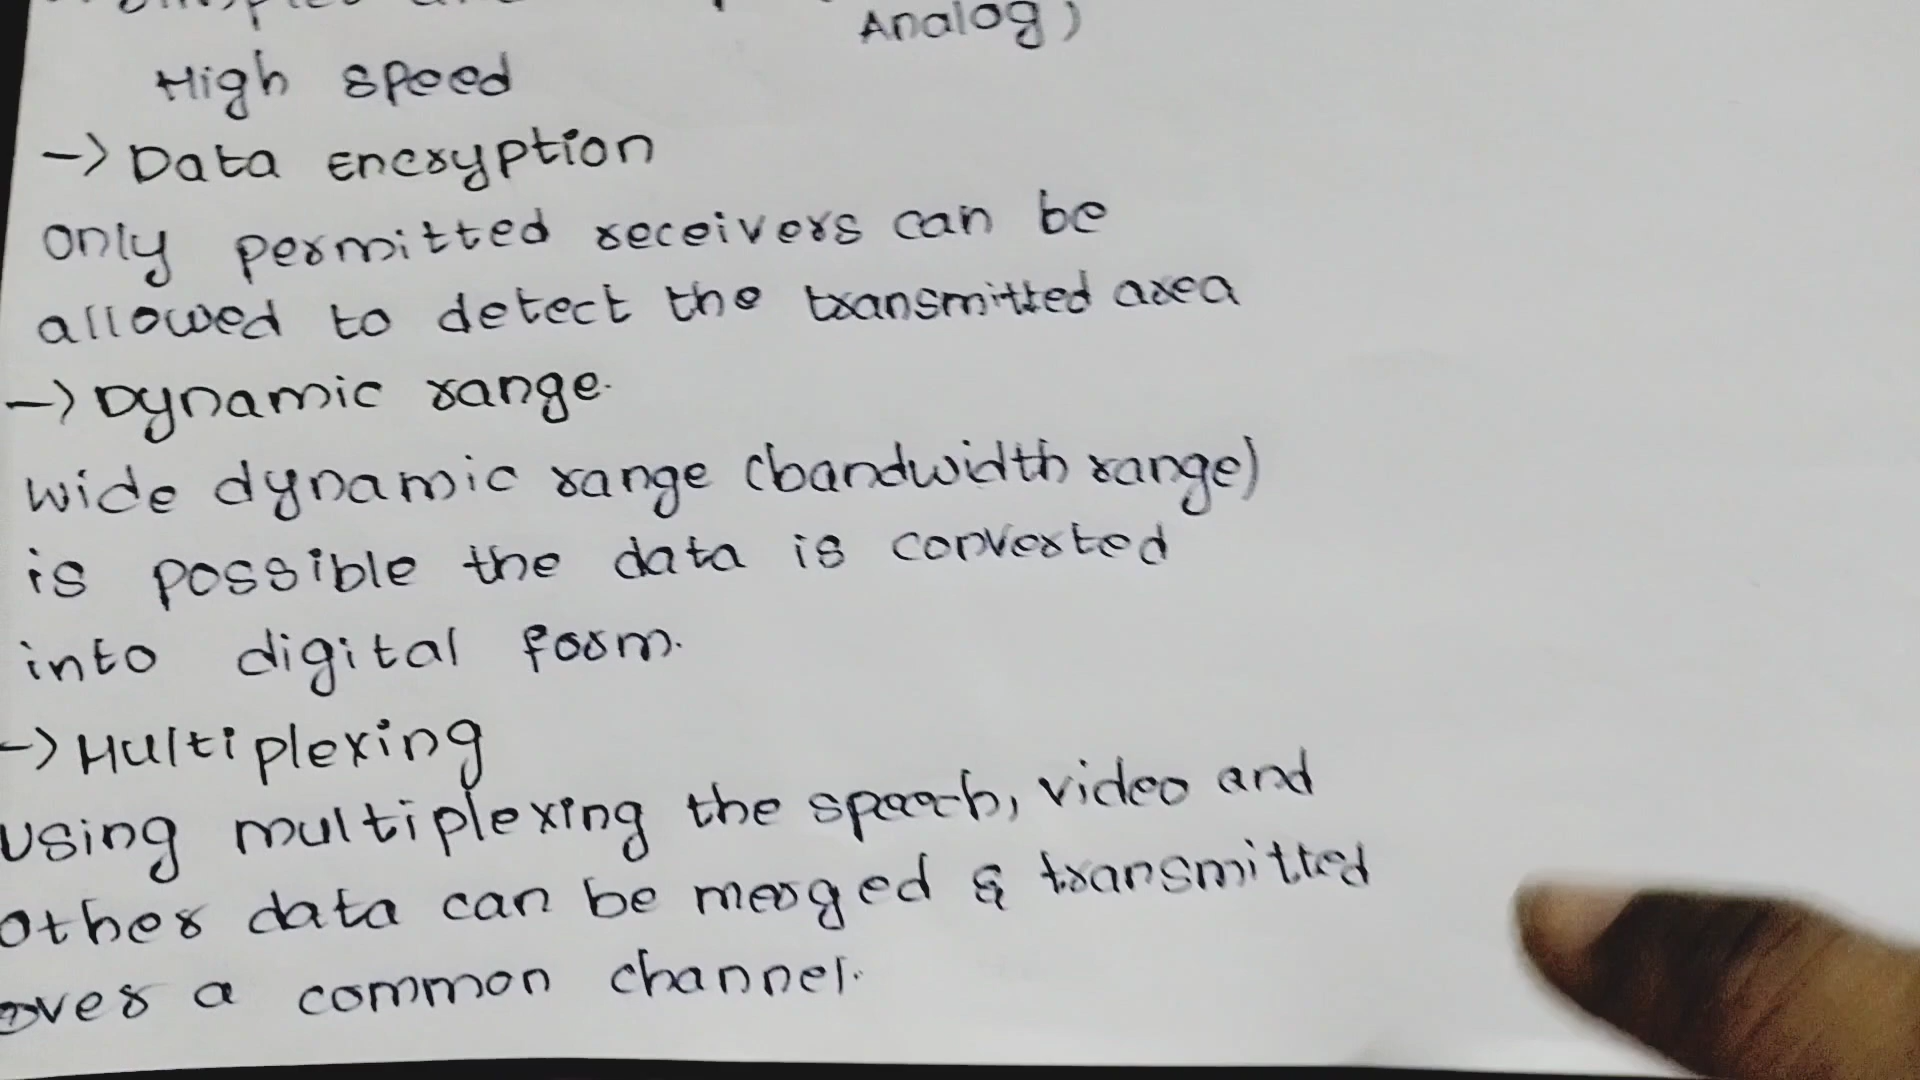 Analog)
High speed
-> Data Encryption
only permitted receivers can be
allowed to detect the transmitted area
-> Dynamic range.
wide dynamic range (bandwidth range)
is possible the data is converted
into digital form.
-> Multiplexing
using multiplexing the speech, video and
other data can be merged & transmitted
over a common channel.